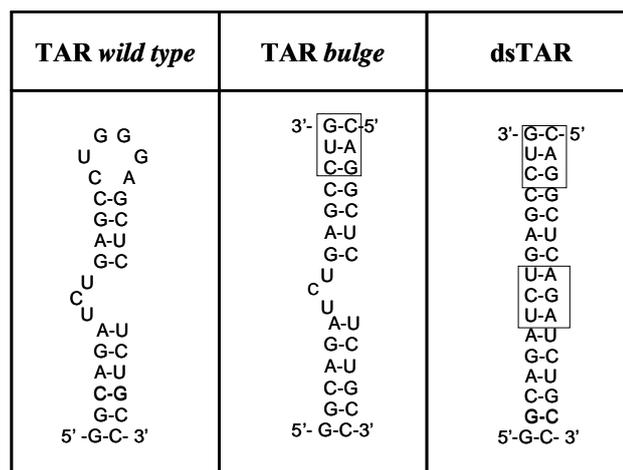 TAR wild type
G G
U G
C A
C-G
G-C
A-U
G-C
U
C
U
A-U
G-C
A-U
C-G
G-C
5' -G-C- 3'
TAR bulge
3'- G-C-5'
U-A
C-G
C-G
G-C
A-U
G-C
U
C
U
A-U
G-C
A-U
C-G
G-C
5'- G-C-3'
dsTAR
3'- G-C- 5'
U-A
C-G
C-G
G-C
A-U
G-C
U-A
C-G
U-A
A-U
G-C
A-U
C-G
G-C
5'-G-C- 3'